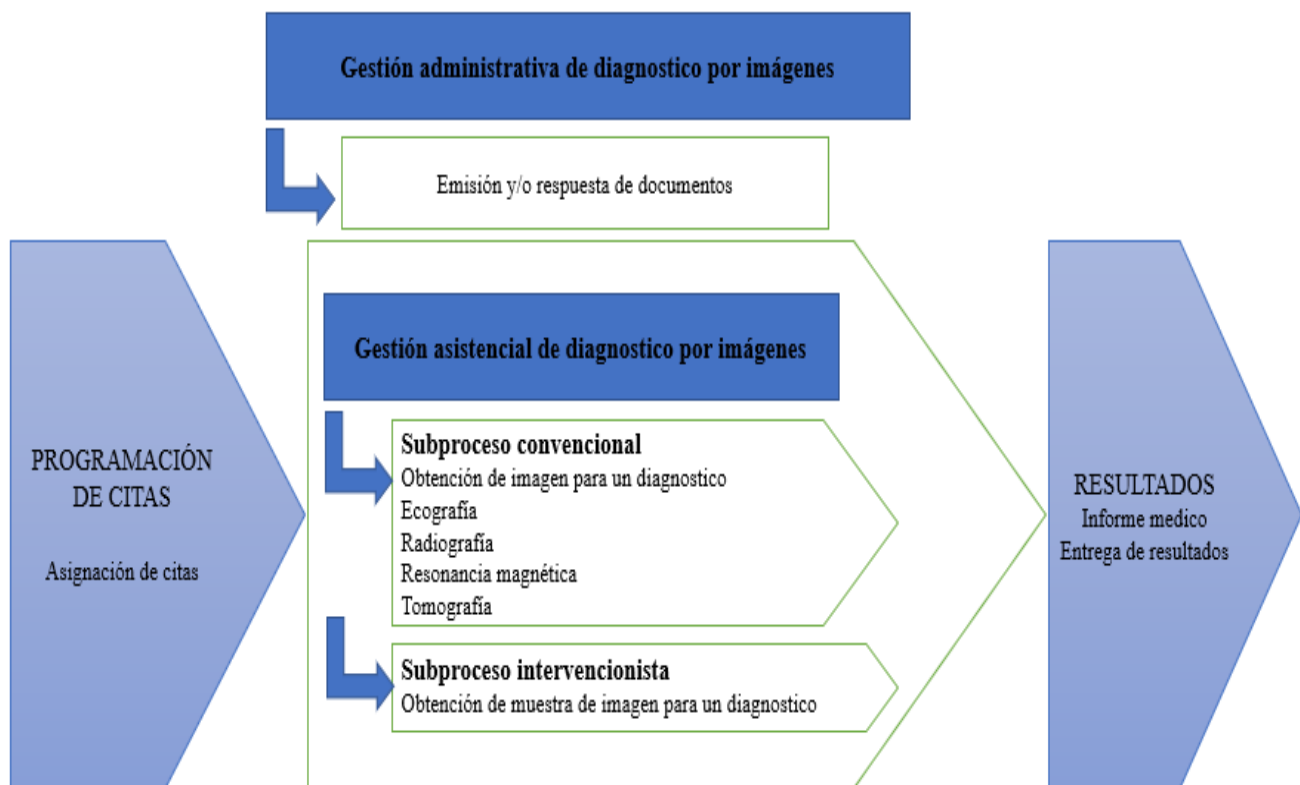 Gestión administrativa de diagnostico por imágenes
Emisión y/o respuesta de documentos
PROGRAMACIÓN
DE CITAS
Asignación de citas
Gestión asistencial de diagnostico por imágenes
Subproceso convencional
Obtención de imagen para un diagnostico
Ecografía
Radiografía
Resonancia magnética
Tomografía
Subproceso intervencionista
Obtención de muestra de imagen para un diagnostico
RESULTADOS
Informe medico
Entrega de resultados